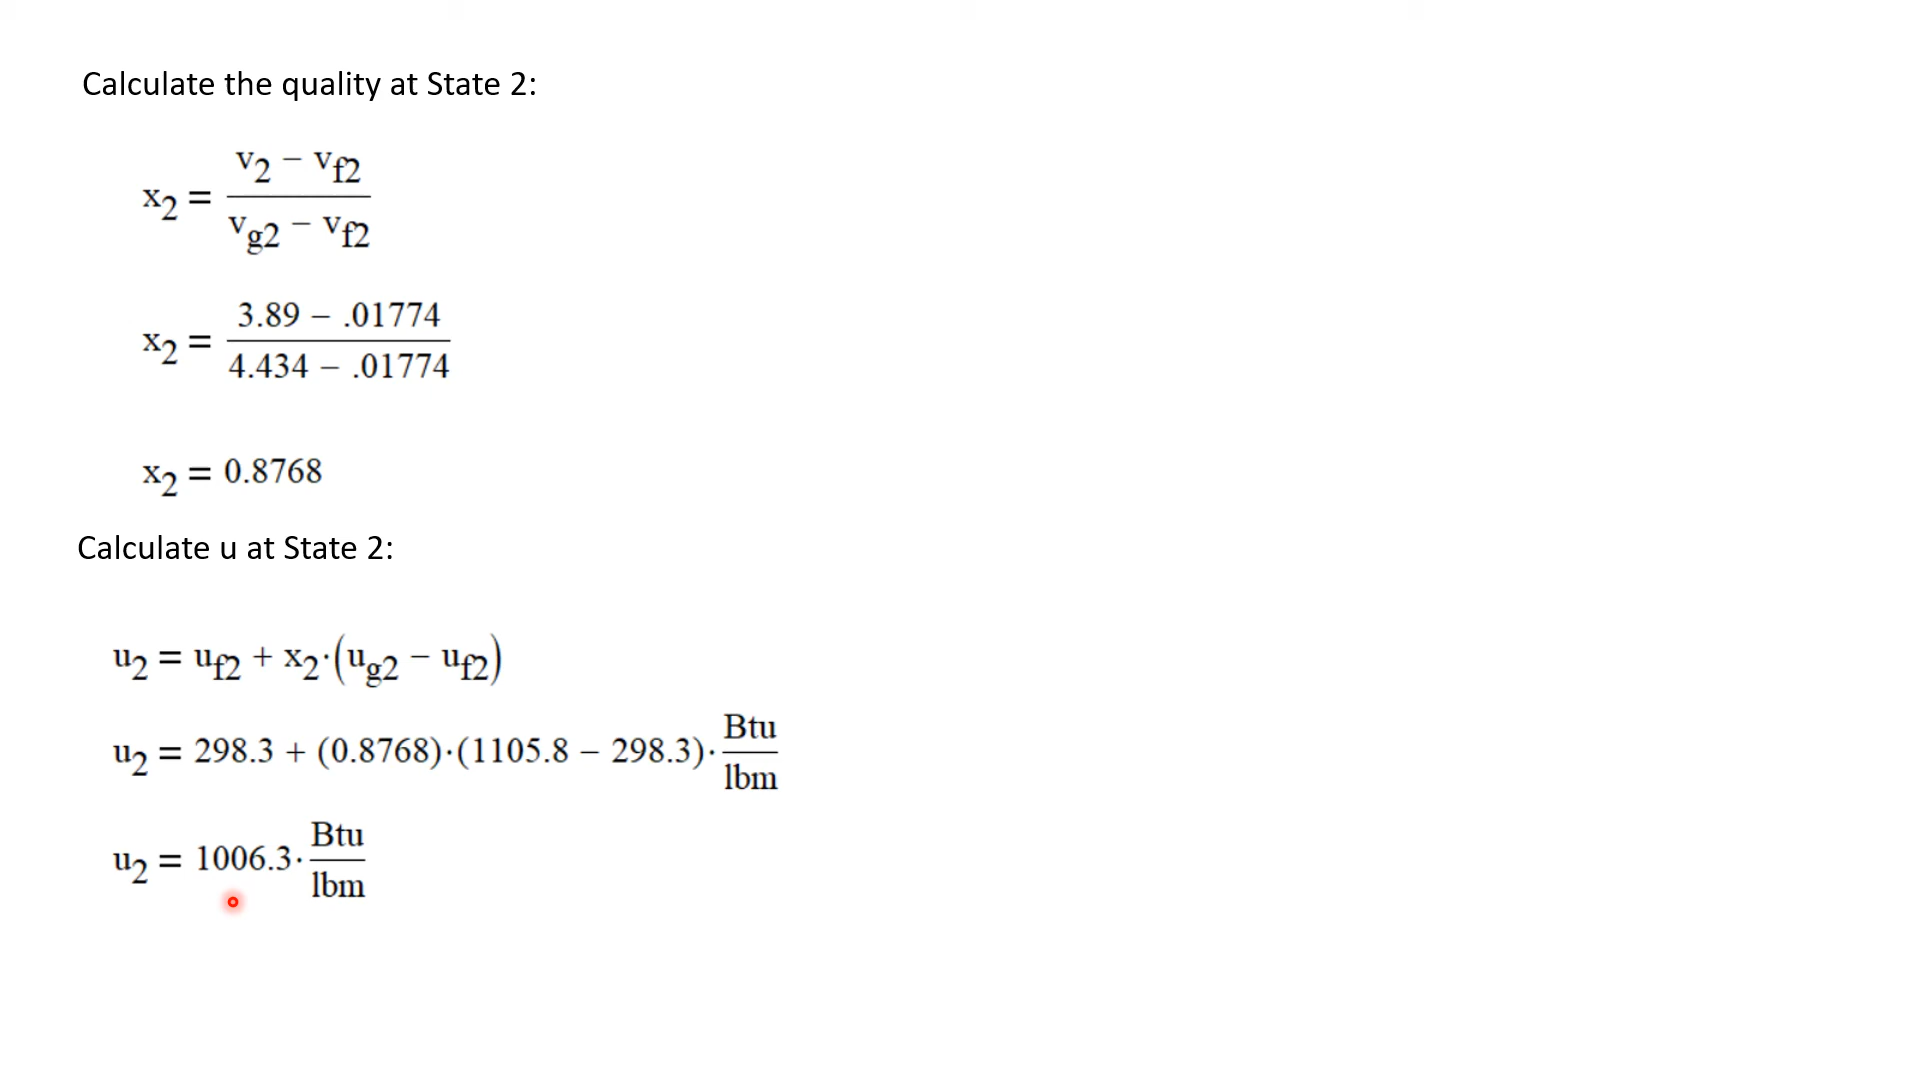 Calculate the quality at State 2:
x2 = (v2 − vf2) / (vg2 − vf2)
x2 = (3.89 − .01774) / (4.434 − .01774)
x2 = 0.8768
Calculate u at State 2:
u2 = uf2 + x2·(ug2 − uf2)
u2 = 298.3 + (0.8768)·(1105.8 − 298.3)· Btu/lbm
u2 = 1006.3· Btu/lbm